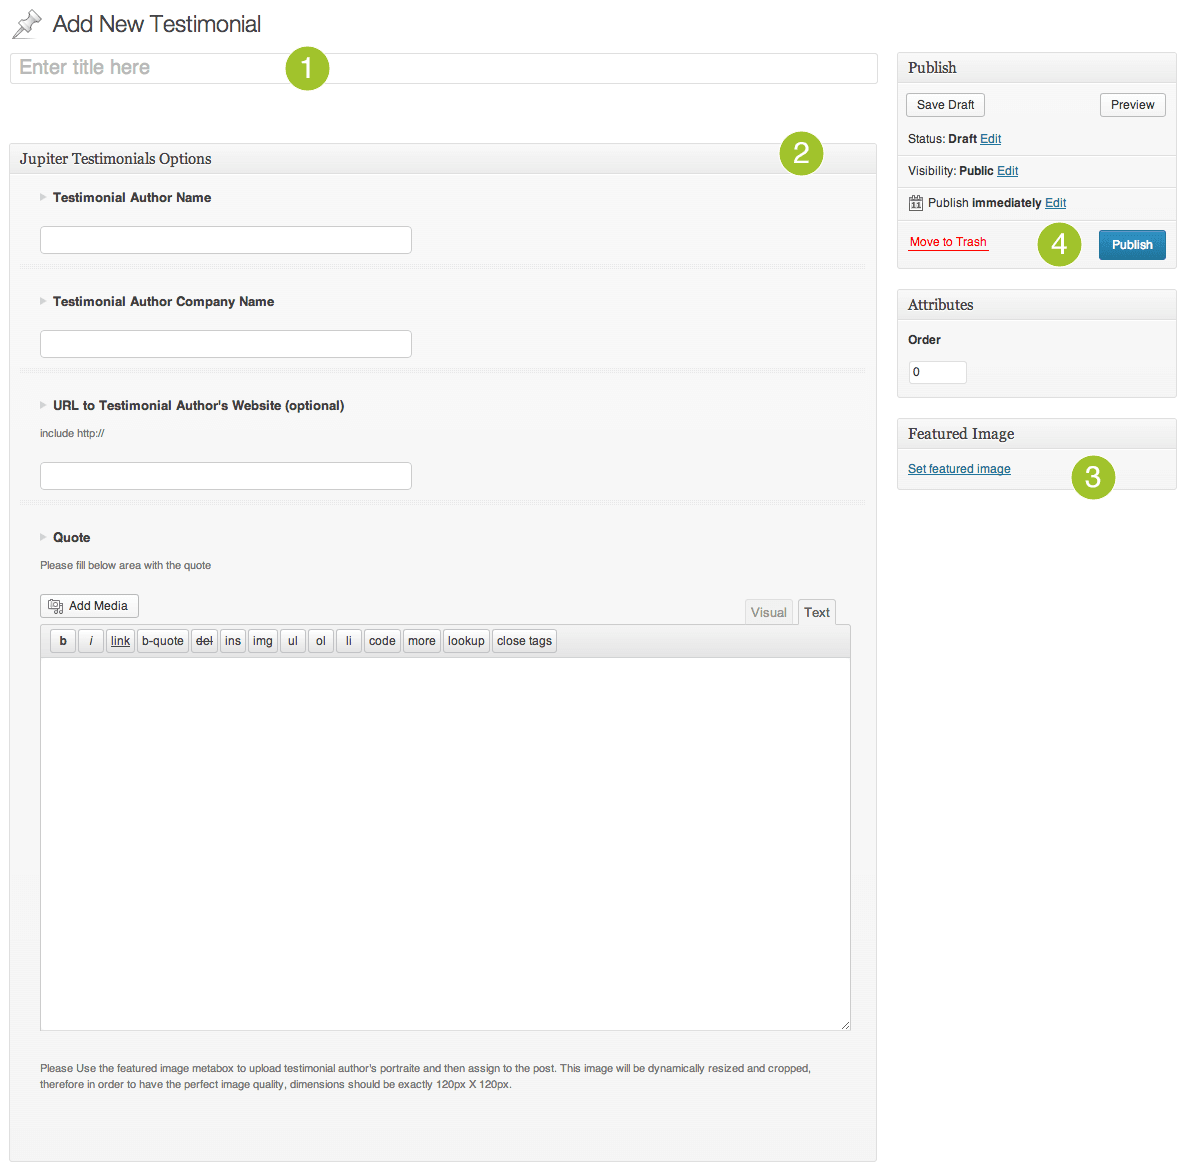 Add New Testimonial
Enter title here
1
Jupiter Testimonials Options
2
Testimonial Author Name
Testimonial Author Company Name
URL to Testimonial Author's Website (optional)
include http://
Quote
Please fill below area with the quote
Add Media
Visual Text
b i link b-quote del ins img ul ol li code more lookup close tags
Please Use the featured image metabox to upload testimonial author's portraite and then assign to the post. This image will be dynamically resized and cropped,
therefore in order to have the perfect image quality, dimensions should be exactly 120px X 120px.
Publish
Save Draft Preview
Status: Draft Edit
Visibility: Public Edit
11 Publish immediately Edit
Move to Trash 4 Publish
Attributes
Order
0
Featured Image
Set featured image
3